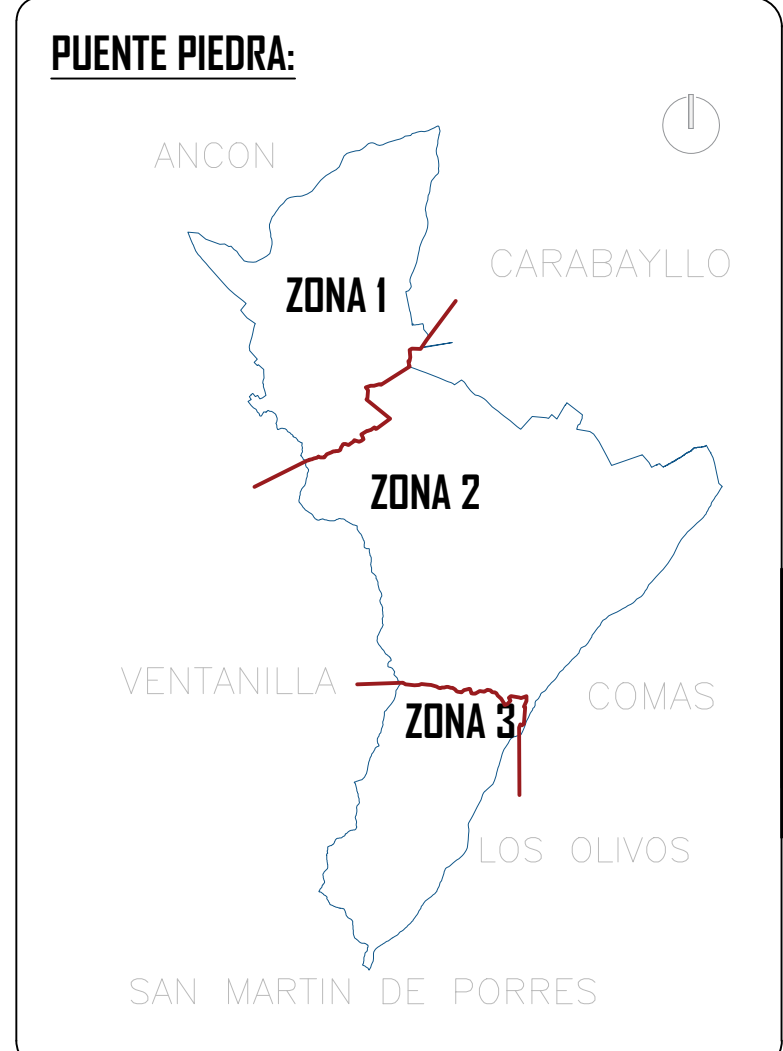 PUENTE PIEDRA:
ANCON
CARABAYLLO
ZONA 1
ZONA 2
VENTANILLA
COMAS
ZONA 3
LOS OLIVOS
SAN MARTIN DE PORRES